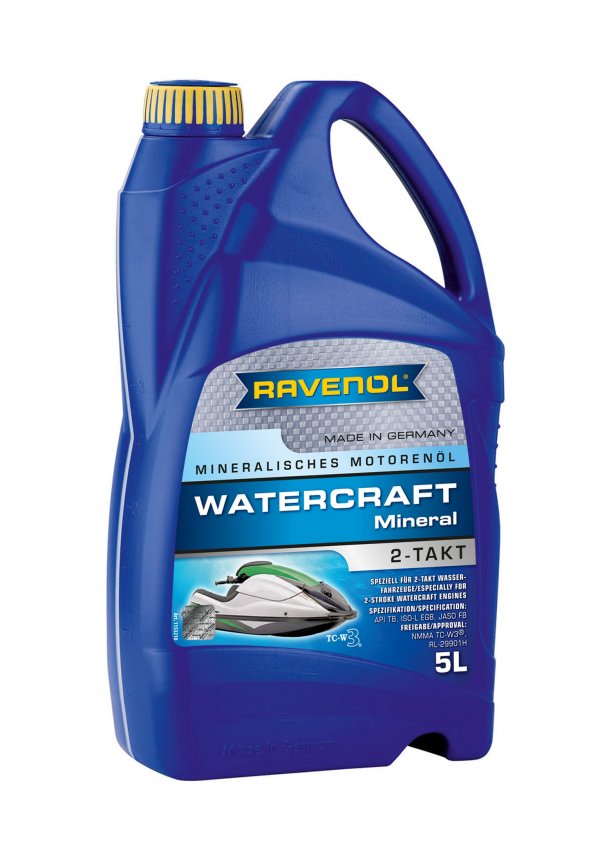 RAVENOL®
MADE IN GERMANY
MINERALISCHES MOTORENÖL
WATERCRAFT
Mineral
2-TAKT
SPEZIELL FÜR 2-TAKT WASSER-
FAHRZEUGE/ESPECIALLY FOR
2-STROKE WATERCRAFT ENGINES
SPEZIFIKATION/SPECIFICATION:
API TB, ISO-L EGB, JASO FB
FREIGABE/APPROVAL:
NMMA TC-W3®,
RL-29901H
TC-W3®
5L
Made in Germany